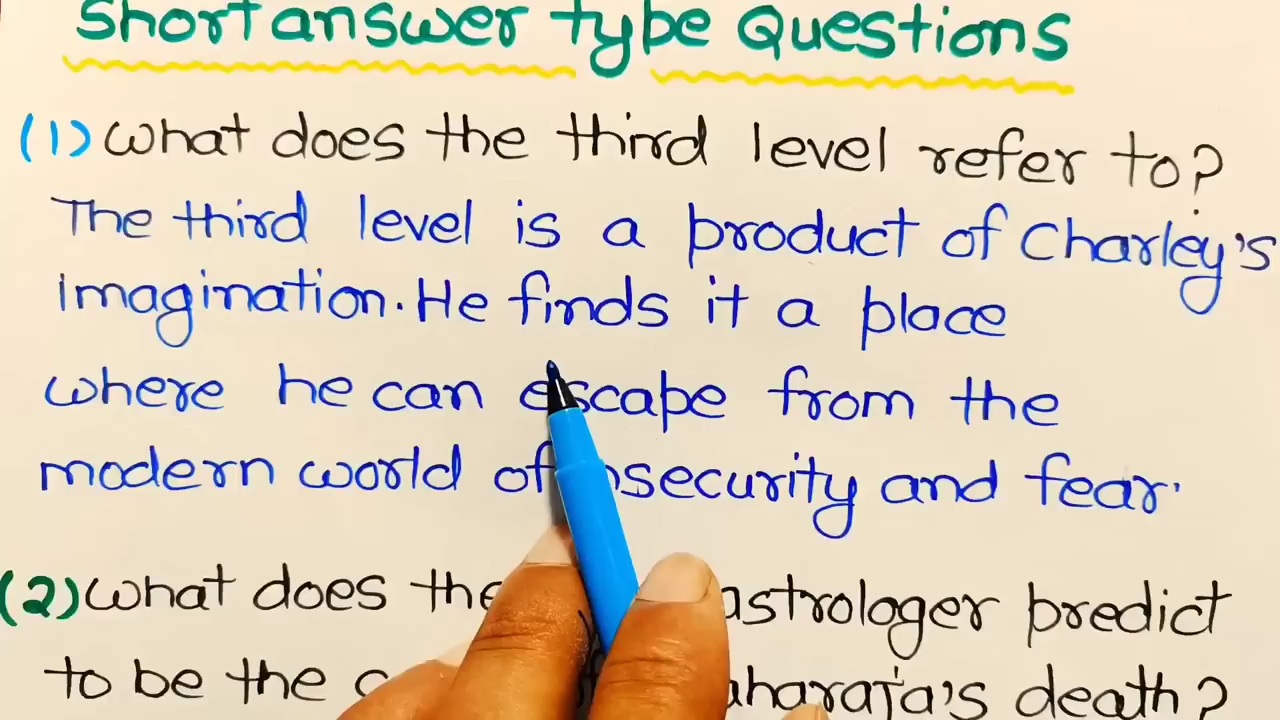 Short answer type Questions
(1) What does the third level refer to?
The third level is a product of Charley's
imagination. He finds it a place
where he can escape from the
modern world of insecurity and fear.
(2) What does the astrologer predict
to be the death?